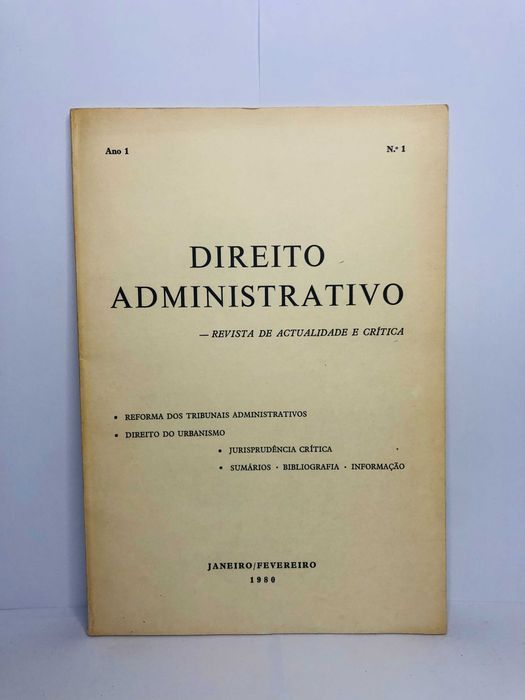 Ano 1
N.º 1
DIREITO
ADMINISTRATIVO
— REVISTA DE ACTUALIDADE E CRÍTICA
▪ REFORMA DOS TRIBUNAIS ADMINISTRATIVOS
▪ DIREITO DO URBANISMO
▪ JURISPRUDÊNCIA CRÍTICA
▪ SUMÁRIOS · BIBLIOGRAFIA · INFORMAÇÃO
JANEIRO/FEVEREIRO
1980